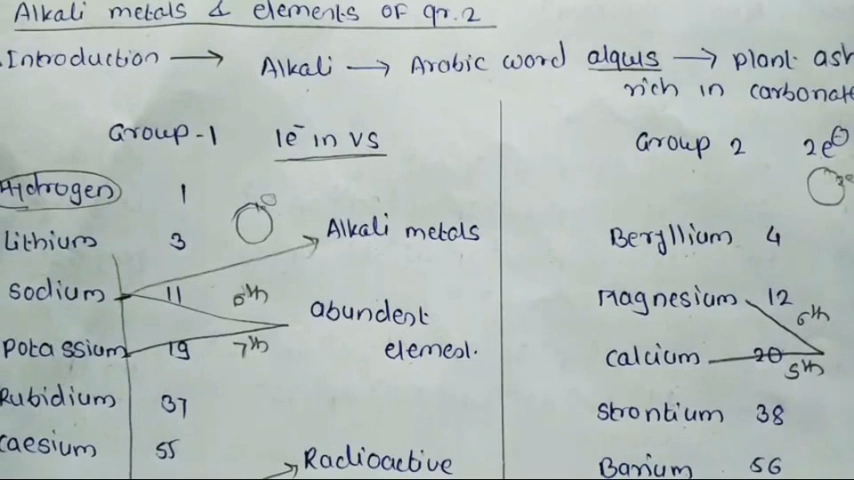 Alkali metals & elements OF gr.2
Introduction → Alkali → Arabic word alquis → plant ash
rich in carbonate
Group-1 1e⁻ in vs
Hydrogen 1
Lithium 3
Sodium 11 6th
Potassium 19 7th
Rubidium 37
Caesium 55
Alkali metals
abundent
element.
Radioactive
Group 2 2e⊖
Beryllium 4
Magnesium 12 6th
Calcium 20 5th
Strontium 38
Barium 56